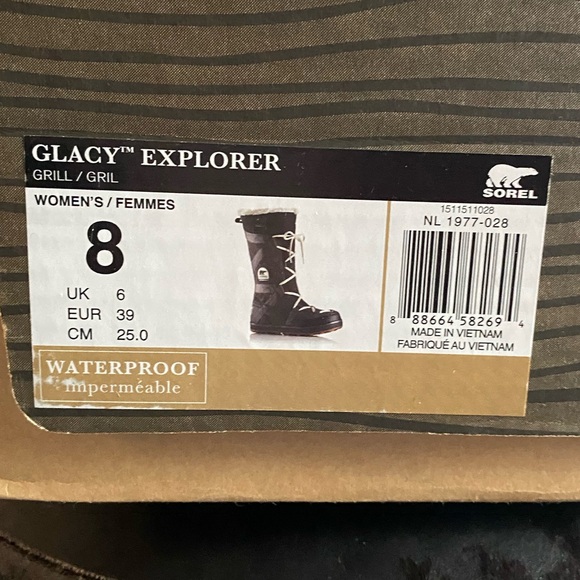 GLACY™ EXPLORER
GRILL / GRIL
SOREL
WOMEN'S / FEMMES
8
UK 6
EUR 39
CM 25.0
1511511028
NL 1977-028
8 88664 58269 4
MADE IN VIETNAM
FABRIQUÉ AU VIETNAM
WATERPROOF
imperméable